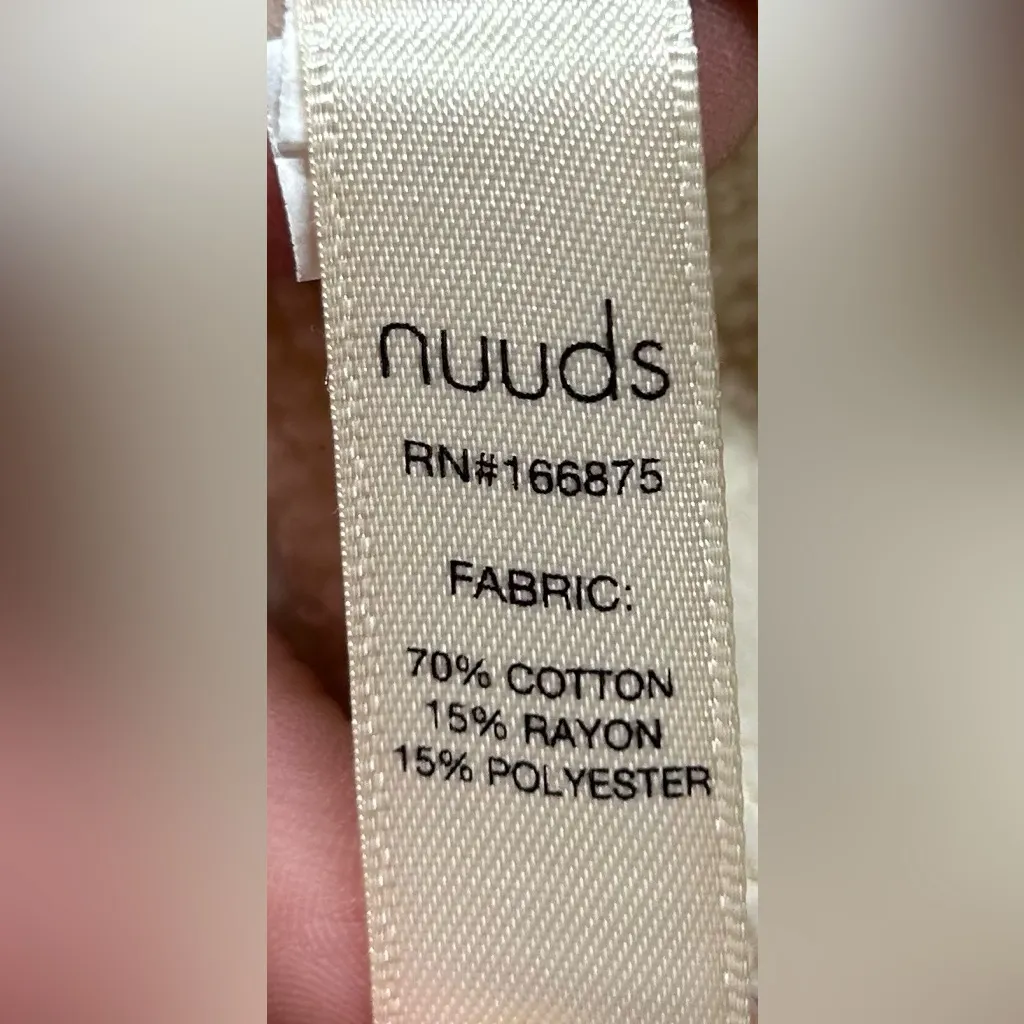 nuuds
RN#166875
FABRIC:
70% COTTON
15% RAYON
15% POLYESTER